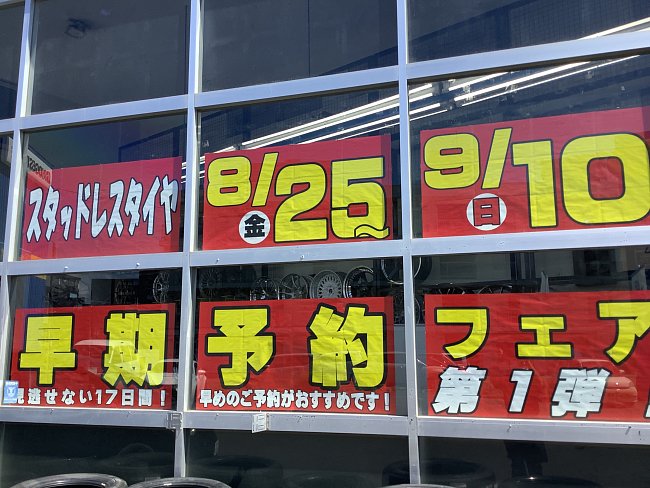 スタッドレスタイヤ
8/25~
金
9/10
日
早期予約
フェア
見逃せない17日間!
早めのご予約がおすすめです!
第1弾!